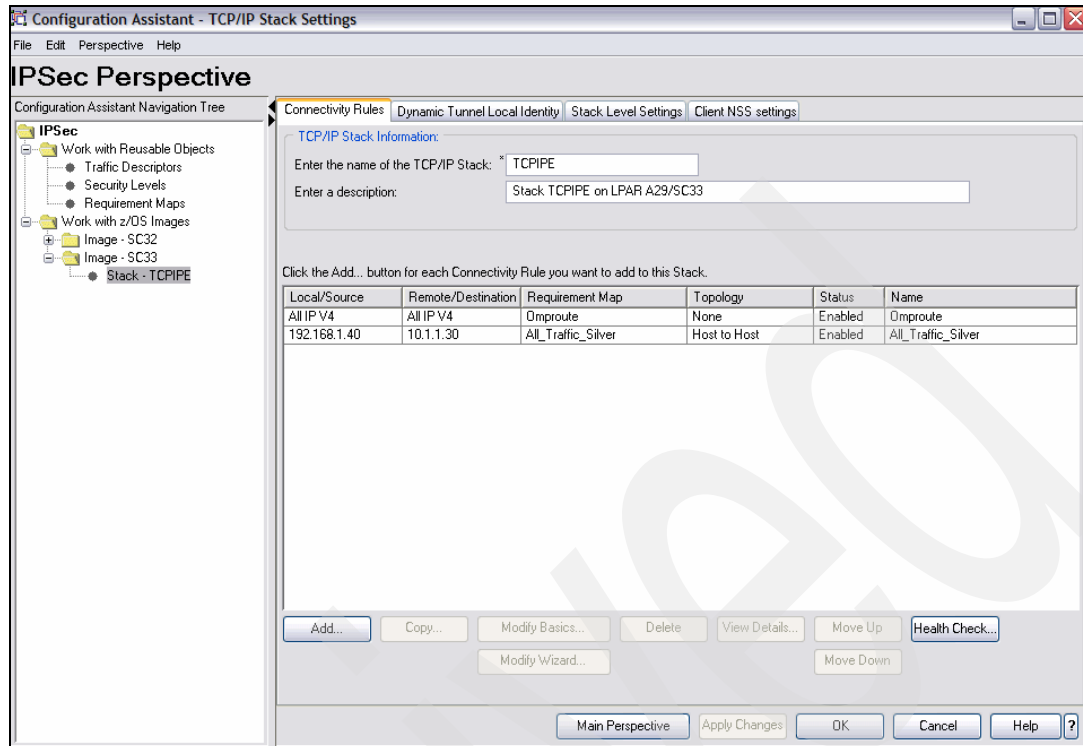 Configuration Assistant - TCP/IP Stack Settings
File Edit Perspective Help
IPSec Perspective
Configuration Assistant Navigation Tree
IPSec
Work with Reusable Objects
Traffic Descriptors
Security Levels
Requirement Maps
Work with z/OS Images
Image - SC32
Image - SC33
Stack - TCPIPE
Connectivity Rules Dynamic Tunnel Local Identity Stack Level Settings Client NSS settings
TCP/IP Stack Information:
Enter the name of the TCP/IP Stack: * TCPIPE
Enter a description: Stack TCPIPE on LPAR A29/SC33
Click the Add... button for each Connectivity Rule you want to add to this Stack.
Local/Source Remote/Destination Requirement Map Topology Status Name
All IP V4 All IP V4 Omproute None Enabled Omproute
192.168.1.40 10.1.1.30 All_Traffic_Silver Host to Host Enabled All_Traffic_Silver
Add... Copy... Modify Basics... Delete View Details... Move Up Health Check...
Modify Wizard... Move Down
Main Perspective Apply Changes OK Cancel Help ?